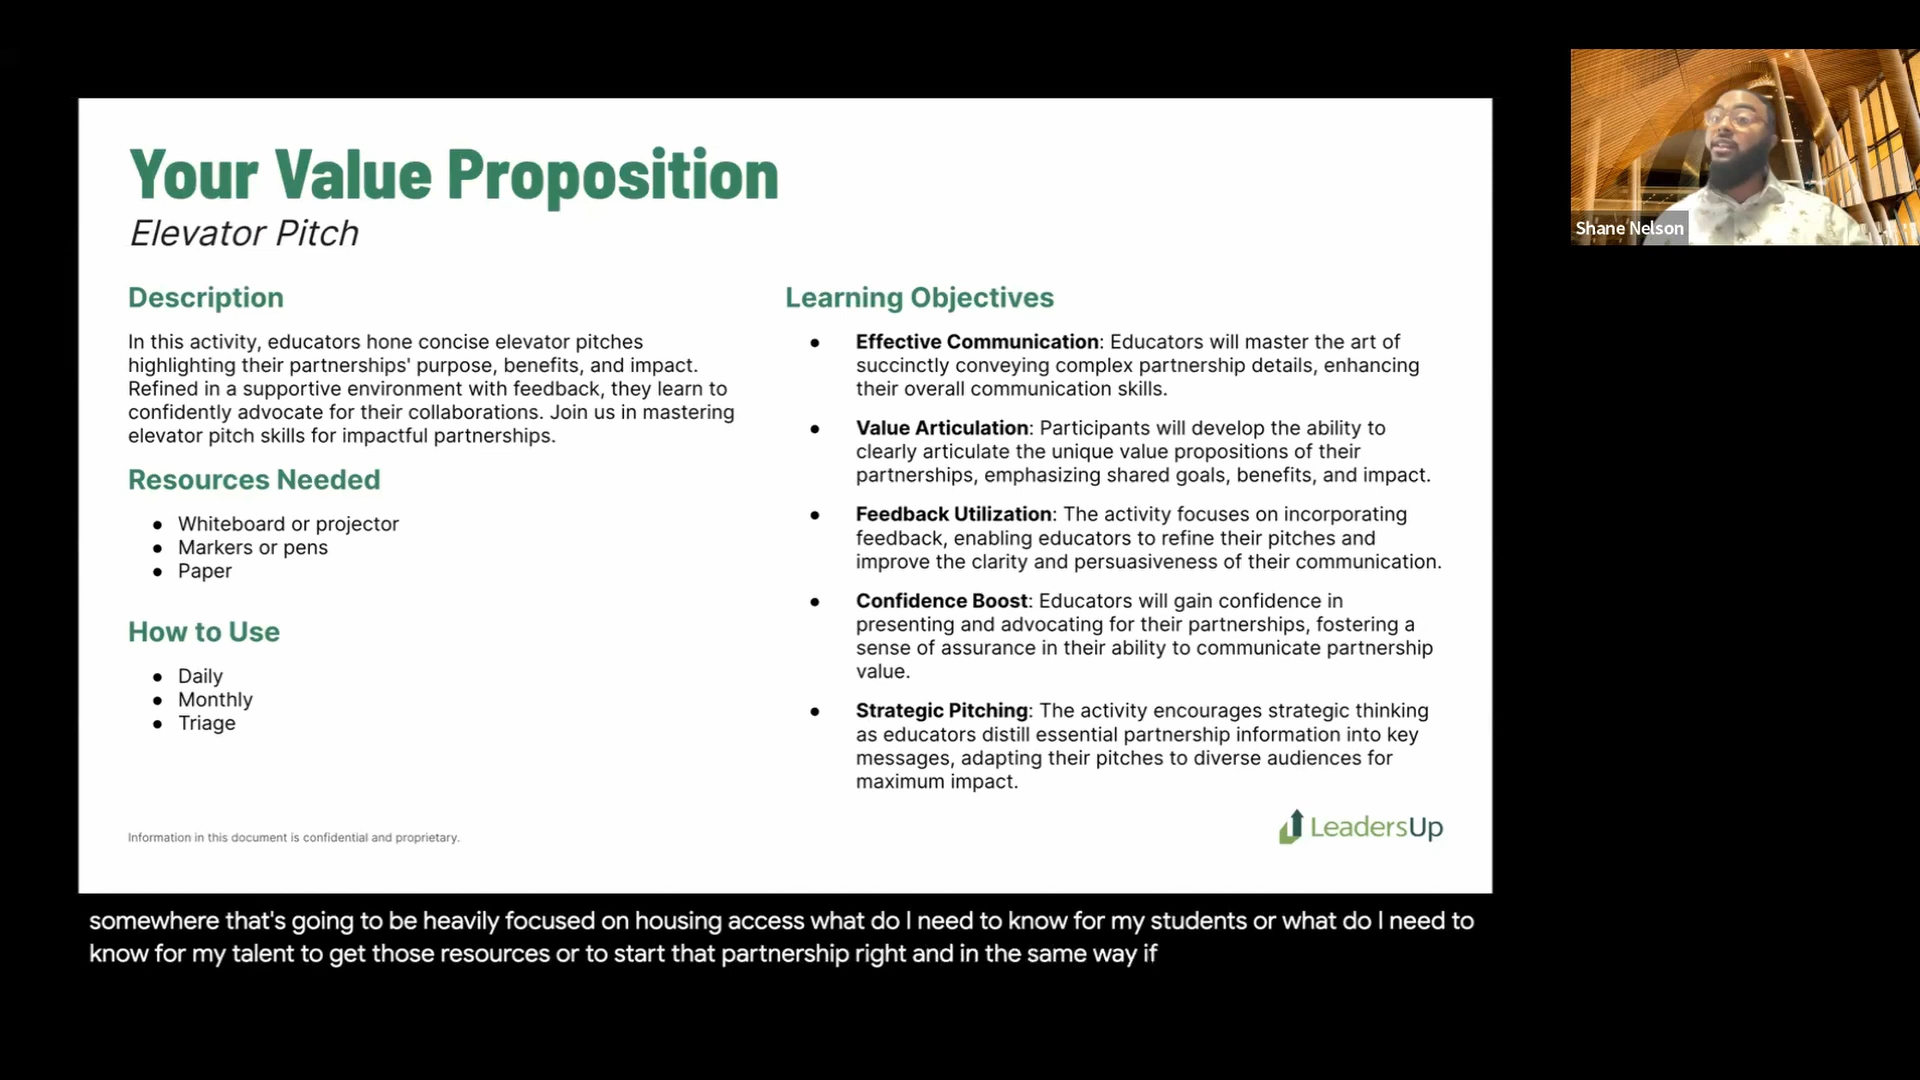 Your Value Proposition
Elevator Pitch
Description
In this activity, educators hone concise elevator pitches
highlighting their partnerships' purpose, benefits, and impact.
Refined in a supportive environment with feedback, they learn to
confidently advocate for their collaborations. Join us in mastering
elevator pitch skills for impactful partnerships.
Resources Needed
● Whiteboard or projector
● Markers or pens
● Paper
How to Use
● Daily
● Monthly
● Triage
Learning Objectives
● Effective Communication: Educators will master the art of
succinctly conveying complex partnership details, enhancing
their overall communication skills.
● Value Articulation: Participants will develop the ability to
clearly articulate the unique value propositions of their
partnerships, emphasizing shared goals, benefits, and impact.
● Feedback Utilization: The activity focuses on incorporating
feedback, enabling educators to refine their pitches and
improve the clarity and persuasiveness of their communication.
● Confidence Boost: Educators will gain confidence in
presenting and advocating for their partnerships, fostering a
sense of assurance in their ability to communicate partnership
value.
● Strategic Pitching: The activity encourages strategic thinking
as educators distill essential partnership information into key
messages, adapting their pitches to diverse audiences for
maximum impact.
Information in this document is confidential and proprietary.
LeadersUp
Shane Nelson
somewhere that's going to be heavily focused on housing access what do I need to know for my students or what do I need to
know for my talent to get those resources or to start that partnership right and in the same way if